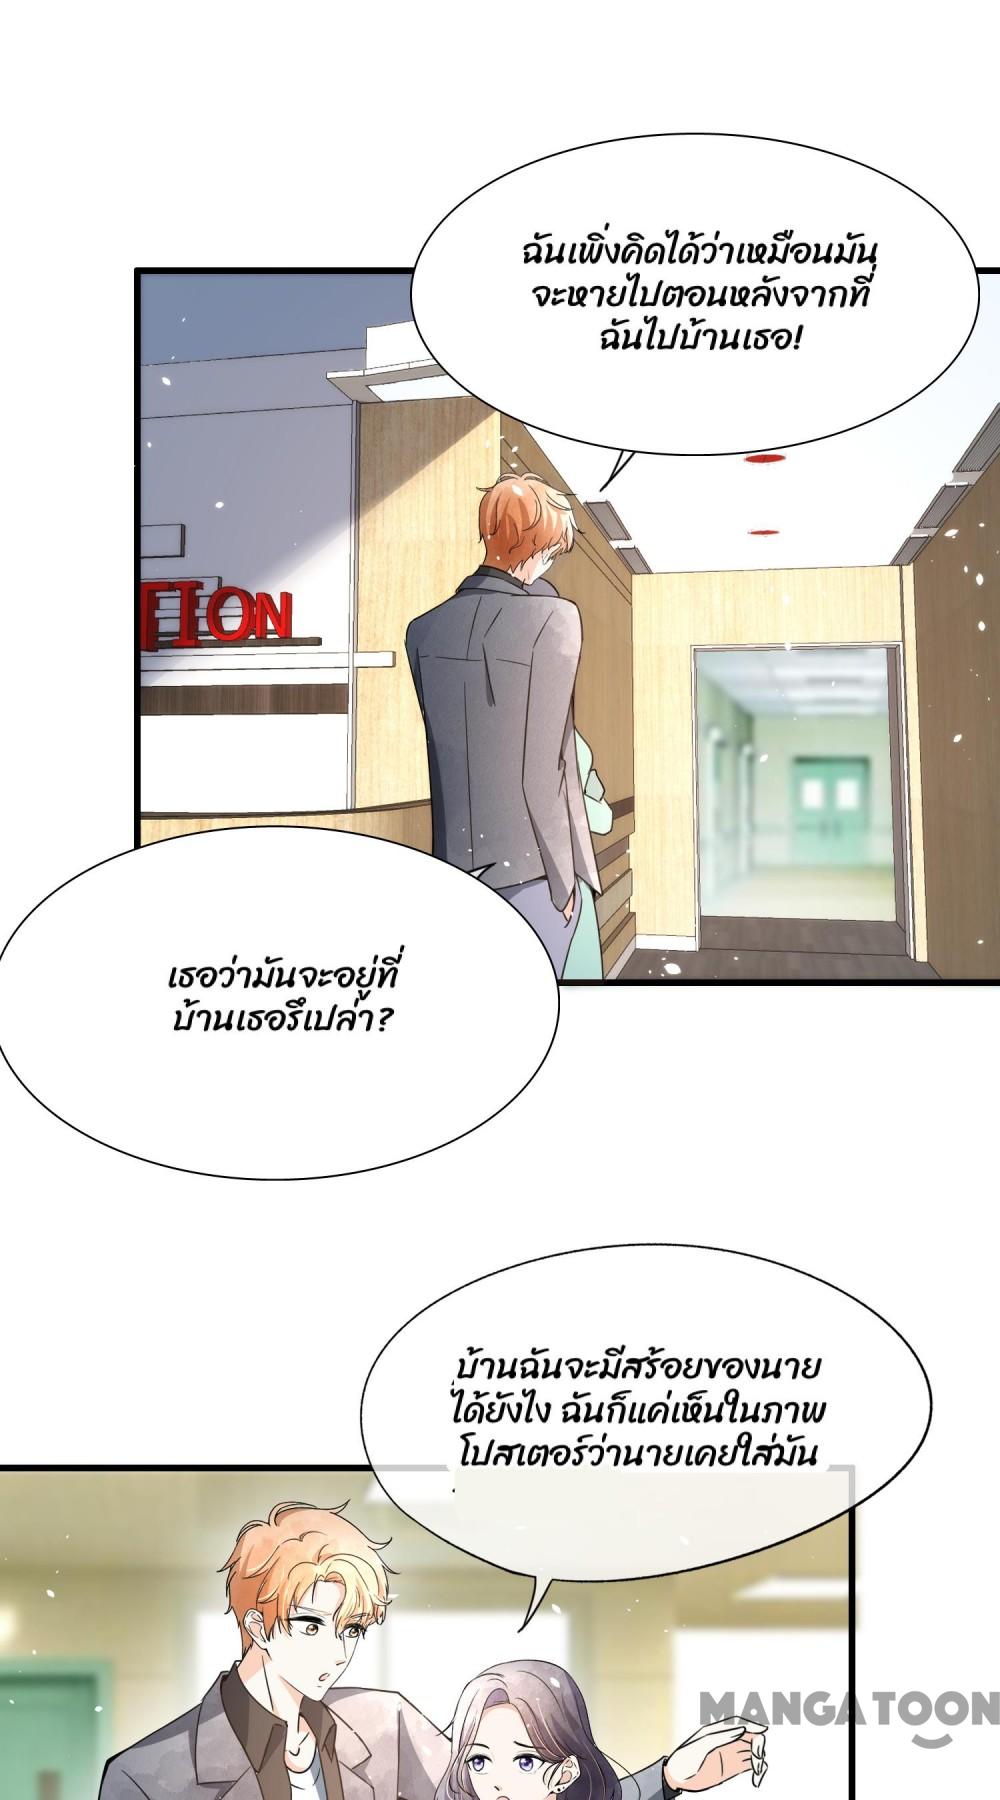 ฉันเพิ่งคิดได้ว่าเหมือนมัน
จะหายไปตอนหลังจากที่
ฉันไปบ้านเธอ!
TION
เธอว่ามันจะอยู่ที่
บ้านเธอรึเปล่า?
บ้านฉันจะมีสร้อยของนาย
ได้ยังไง ฉันก็แค่เห็นในภาพ
โปสเตอร์ว่านายเคยใส่มัน
MANGATOON